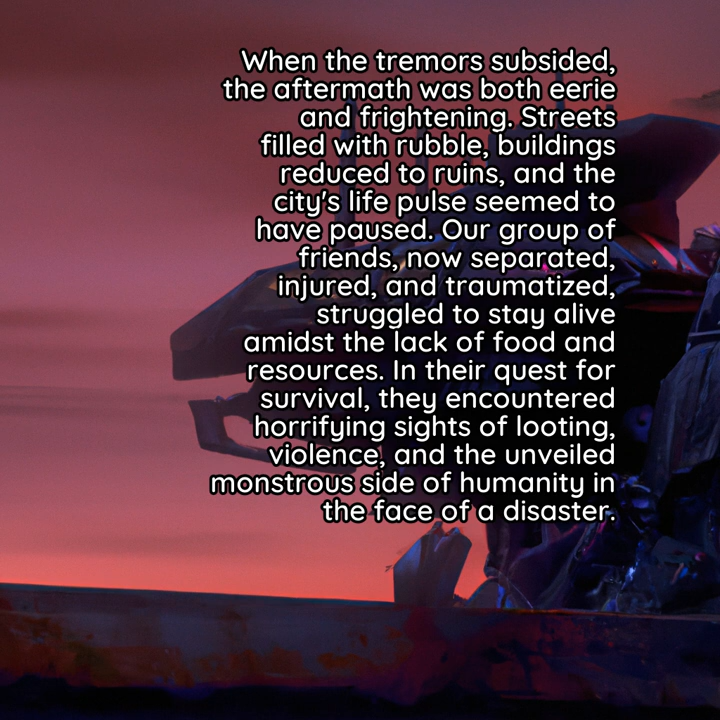 When the tremors subsided,
the aftermath was both eerie
and frightening. Streets
filled with rubble, buildings
reduced to ruins, and the
city's life pulse seemed to
have paused. Our group of
friends, now separated,
injured, and traumatized,
struggled to stay alive
amidst the lack of food and
resources. In their quest for
survival, they encountered
horrifying sights of looting,
violence, and the unveiled
monstrous side of humanity in
the face of a disaster.